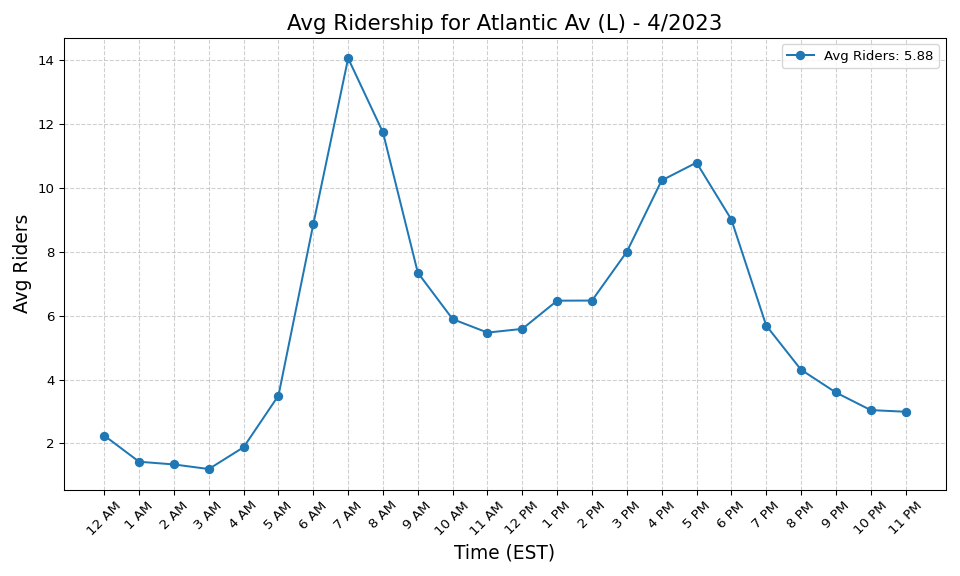 Avg Ridership for Atlantic Av (L) - 4/2023
Avg Riders: 5.88
Avg Riders
14
12
10
8
6
4
2
12 AM
1 AM
2 AM
3 AM
4 AM
5 AM
6 AM
7 AM
8 AM
9 AM
10 AM
11 AM
12 PM
1 PM
2 PM
3 PM
4 PM
5 PM
6 PM
7 PM
8 PM
9 PM
10 PM
11 PM
Time (EST)